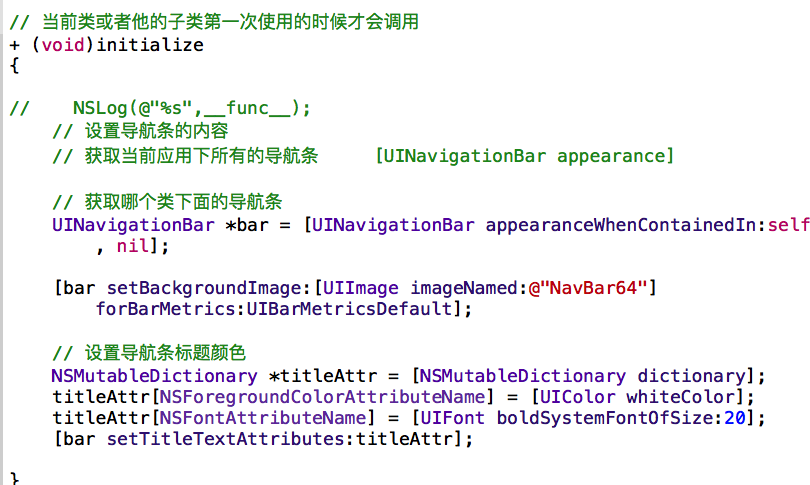 // 当前类或者他的子类第一次使用的时候才会调用
+ (void)initialize
{
//    NSLog(@"%s",__func__);
// 设置导航条的内容
// 获取当前应用下所有的导航条     [UINavigationBar appearance]
// 获取哪个类下面的导航条
UINavigationBar *bar = [UINavigationBar appearanceWhenContainedIn:self
, nil];
[bar setBackgroundImage:[UIImage imageNamed:@"NavBar64"]
forBarMetrics:UIBarMetricsDefault];
// 设置导航条标题颜色
NSMutableDictionary *titleAttr = [NSMutableDictionary dictionary];
titleAttr[NSForegroundColorAttributeName] = [UIColor whiteColor];
titleAttr[NSFontAttributeName] = [UIFont boldSystemFontOfSize:20];
[bar setTitleTextAttributes:titleAttr];
}